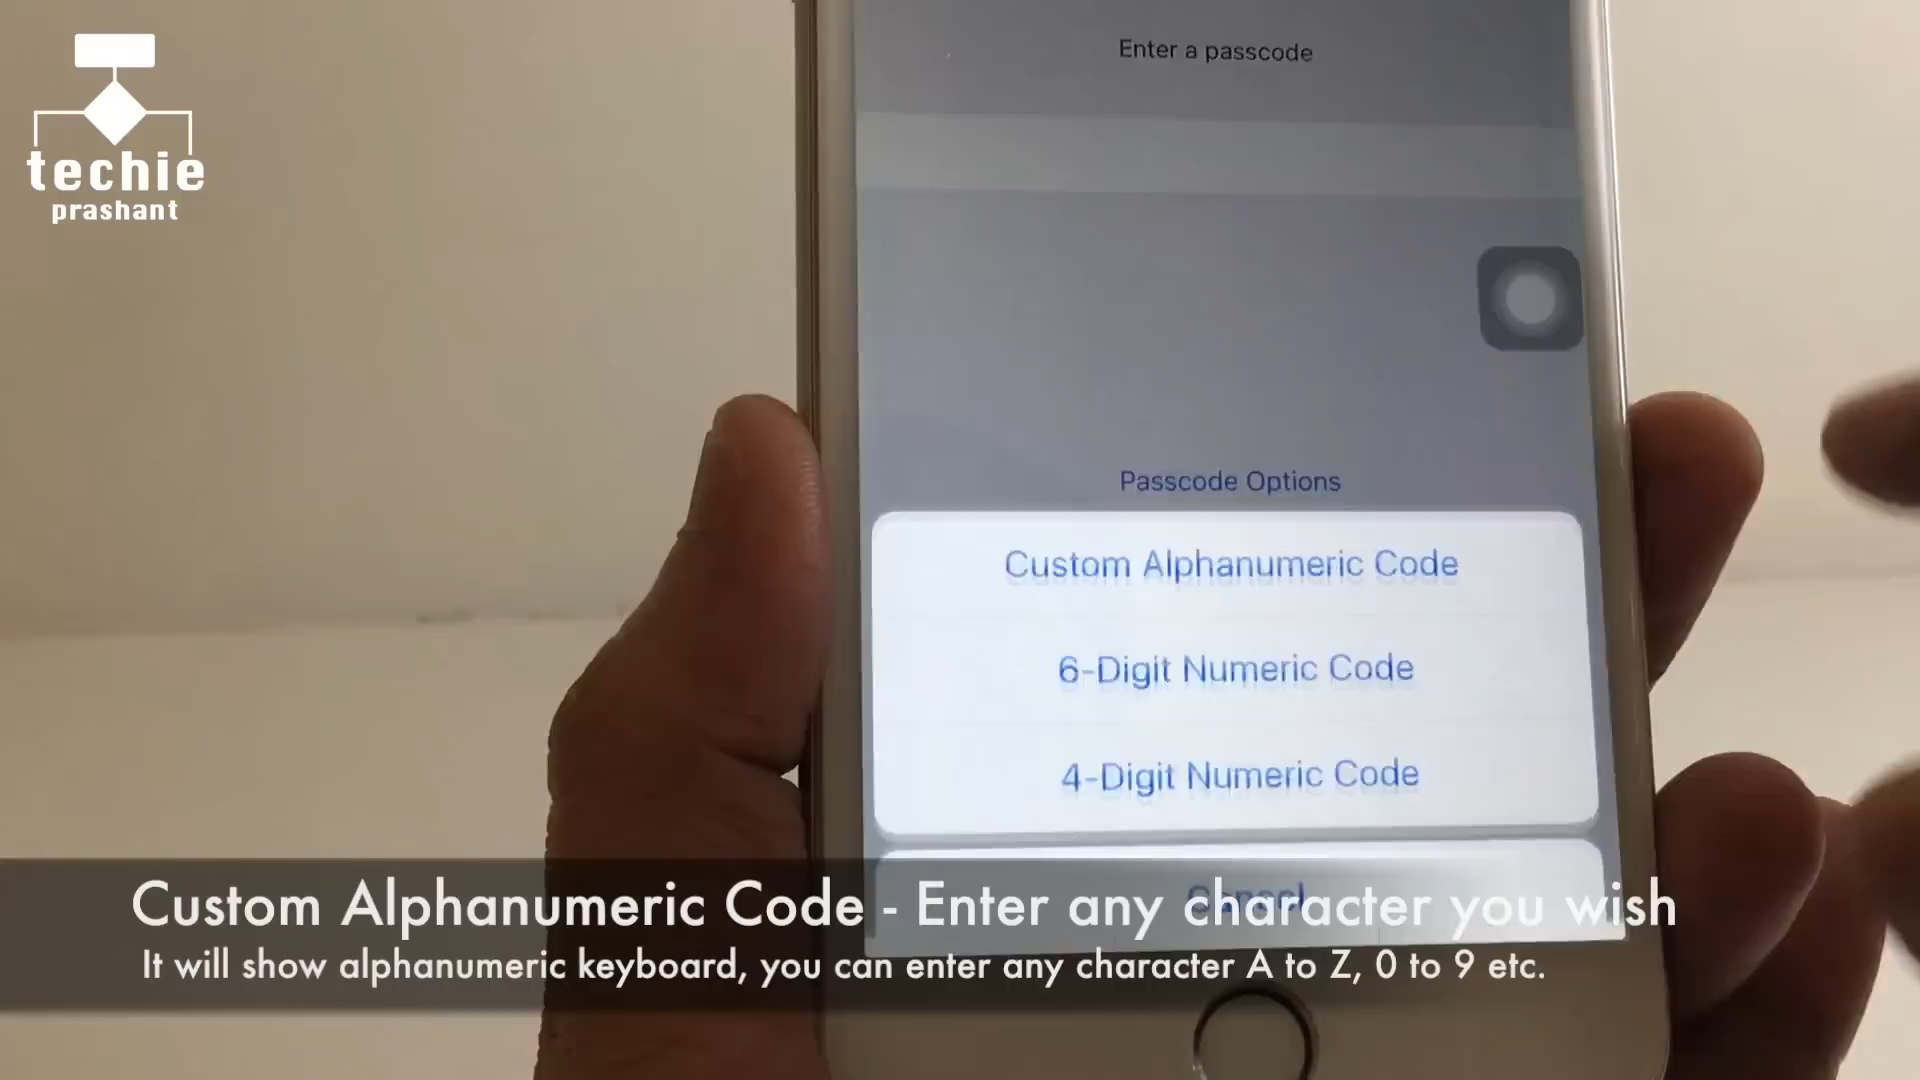 techie
prashant
Enter a passcode
Passcode Options
Custom Alphanumeric Code
6-Digit Numeric Code
4-Digit Numeric Code
Cancel
Custom Alphanumeric Code - Enter any character you wish
It will show alphanumeric keyboard, you can enter any character A to Z, 0 to 9 etc.